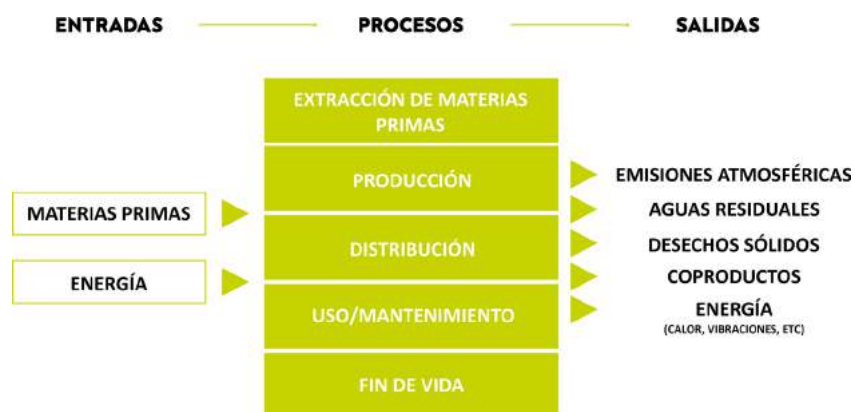 ENTRADAS
PROCESOS
SALIDAS
EXTRACCIÓN DE MATERIAS
PRIMAS
PRODUCCIÓN
DISTRIBUCIÓN
USO/MANTENIMIENTO
FIN DE VIDA
MATERIAS PRIMAS
ENERGÍA
EMISIONES ATMOSFÉRICAS
AGUAS RESIDUALES
DESECHOS SÓLIDOS
COPRODUCTOS
ENERGÍA
(CALOR, VIBRACIONES, ETC)